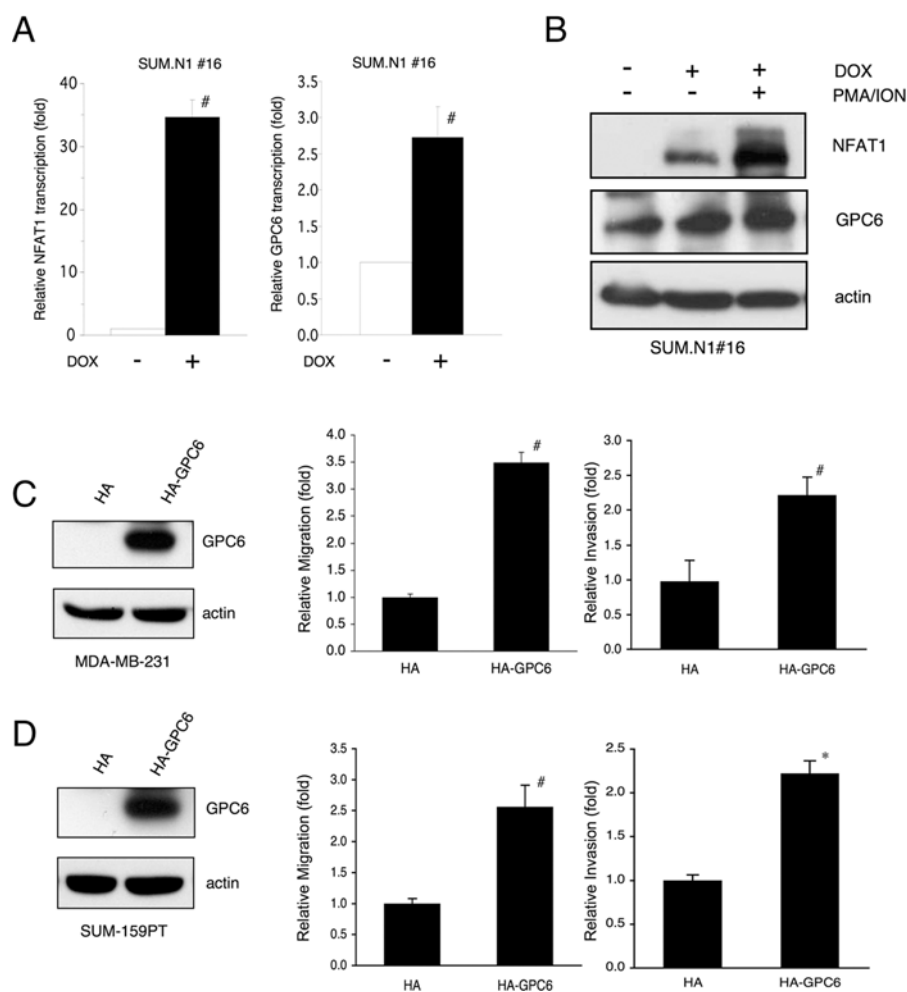 A
SUM.N1 #16
Relative NFAT1 transcription (fold)
40
30
20
10
0
#
DOX
-
+
SUM.N1 #16
Relative GPC6 transcription (fold)
3.5
3.0
2.5
2.0
1.5
1.0
0.5
0.0
#
DOX
-
+
B
- + + DOX
- - + PMA/ION
NFAT1
GPC6
actin
SUM.N1#16
C
HA
HA-GPC6
GPC6
actin
MDA-MB-231
Relative Migration (fold)
4.0
3.5
3.0
2.5
2.0
1.5
1.0
0.5
0.0
#
HA
HA-GPC6
Relative Invasion (fold)
3.0
2.5
2.0
1.5
1.0
0.5
0.0
#
HA
HA-GPC6
D
HA
HA-GPC6
GPC6
actin
SUM-159PT
Relative Migration (fold)
3.5
3.0
2.5
2.0
1.5
1.0
0.5
0.0
#
HA
HA-GPC6
Relative Invasion (fold)
2.5
2.0
1.5
1.0
0.5
0.0
*
HA
HA-GPC6